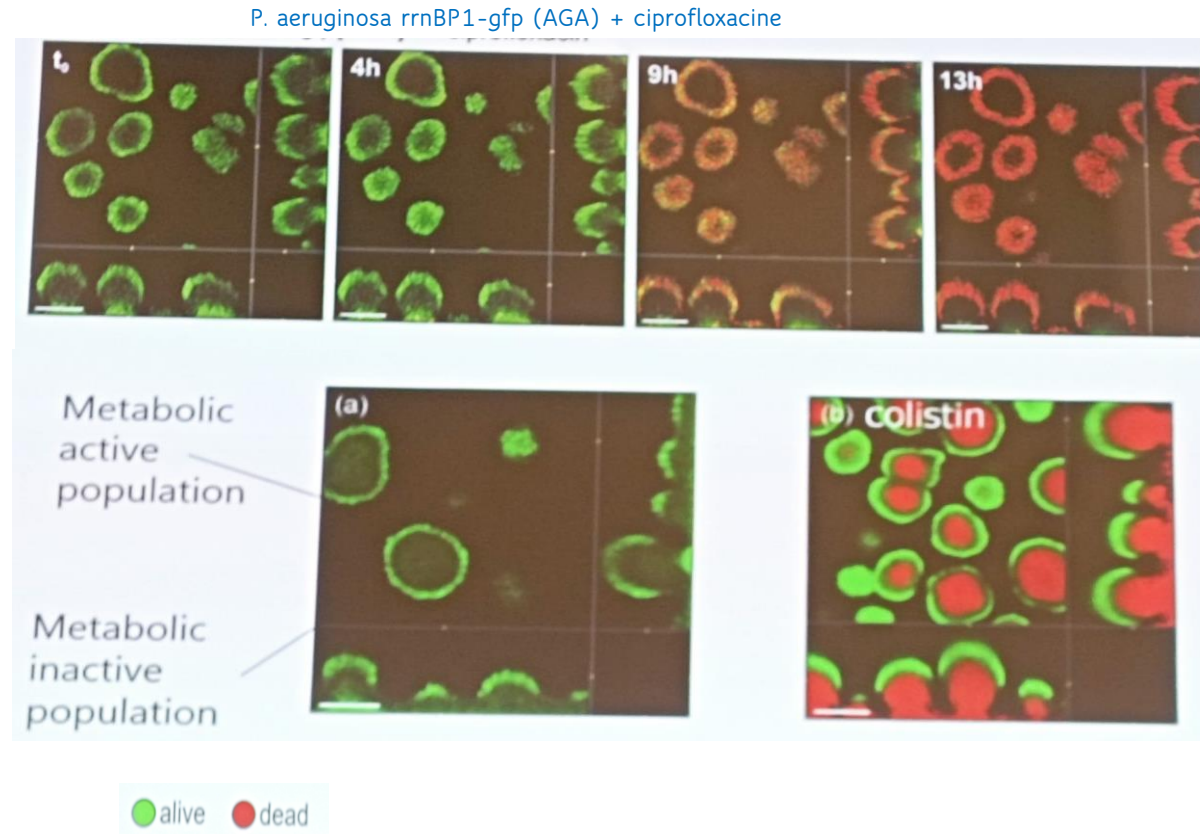 P. aeruginosa rrnBP1-gfp (AGA) + ciprofloxacine
t₀
4h
9h
13h
Metabolic
active
population
(a)
(b) colistin
Metabolic
inactive
population
alive
dead